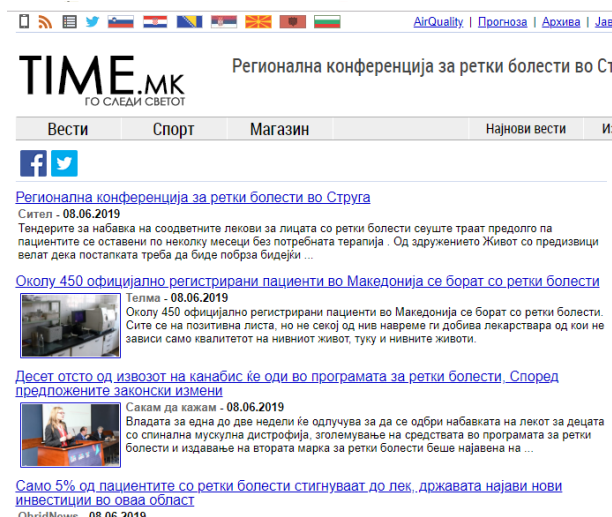 AirQuality | Прогноза | Архива |
TIME.мк
ГО СЛЕДИ СВЕТОТ
Регионална конференција за ретки болести во
Вести Спорт Магазин Најнови вести
Регионална конференција за ретки болести во Струга
Сител - 08.06.2019
Тендерите за набавка на соодветните лекови за лицата со ретки болести сеуште траат предолго па
пациентите се оставени по неколку месеци без потребната терапија . Од здружението Живот со предизвици
велат дека постапката треба да биде побрза бидејќи ...
Околу 450 официјално регистрирани пациенти во Македонија се борат со ретки болести
Телма - 08.06.2019
Околу 450 официјално регистрирани пациенти во Македонија се борат со ретки болести.
Сите се на позитивна листа, но не секој од нив навреме ги добива лекарствара од кои не
зависи само квалитетот на нивниот живот, туку и нивните животи.
Десет отсто од извозот на канабис ќе оди во програмата за ретки болести, Според
предложените законски измени
Сакам да кажам - 08.06.2019
Владата за една до две недели ќе одлучува за да се одбри набавката на лекот за децата
со спинална мускулна дистрофија, зголемување на средствата во програмата за ретки
болести и издавање на втората марка за ретки болести беше најавена на ...
Само 5% од пациентите со ретки болести стигнуваат до лек, државата најави нови
инвестиции во оваа област
OhridNews - 08.06.2019